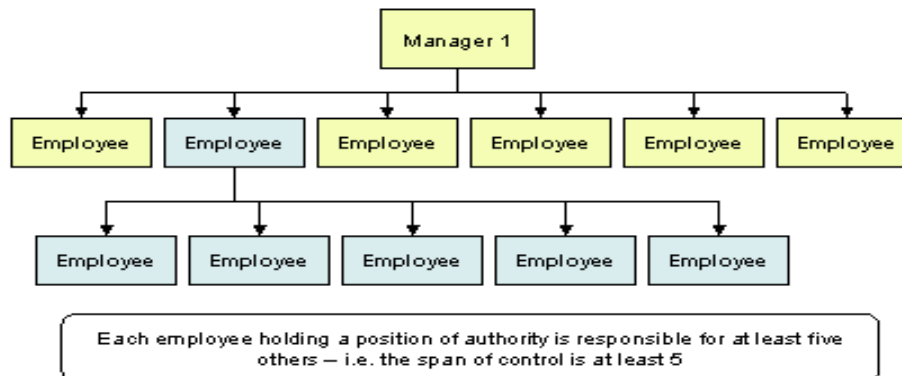 Manager 1
Employee
Employee
Employee
Employee
Employee
Employee
Employee
Employee
Employee
Employee
Employee
Each employee holding a position of authority is responsible for at least five
others – i.e. the span of control is at least 5